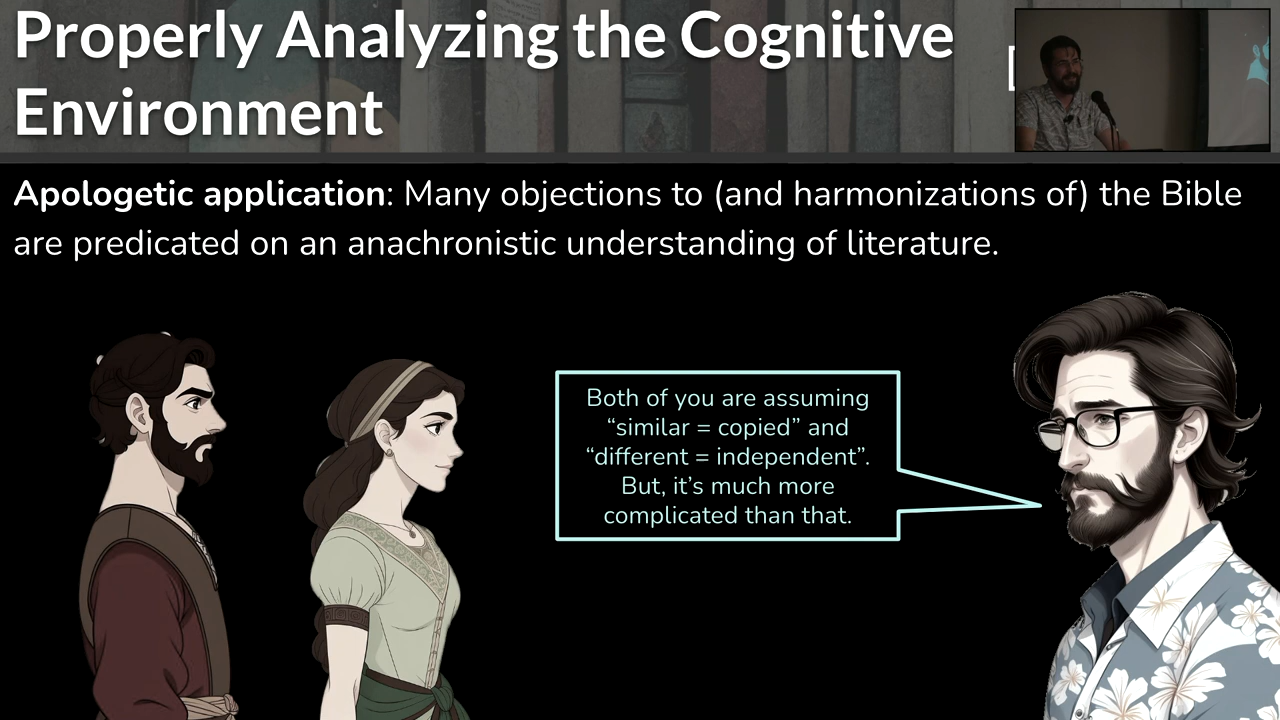 Properly Analyzing the Cognitive
Environment
Apologetic application: Many objections to (and harmonizations of) the Bible
are predicated on an anachronistic understanding of literature.
Both of you are assuming
“similar = copied” and
“different = independent”.
But, it’s much more
complicated than that.